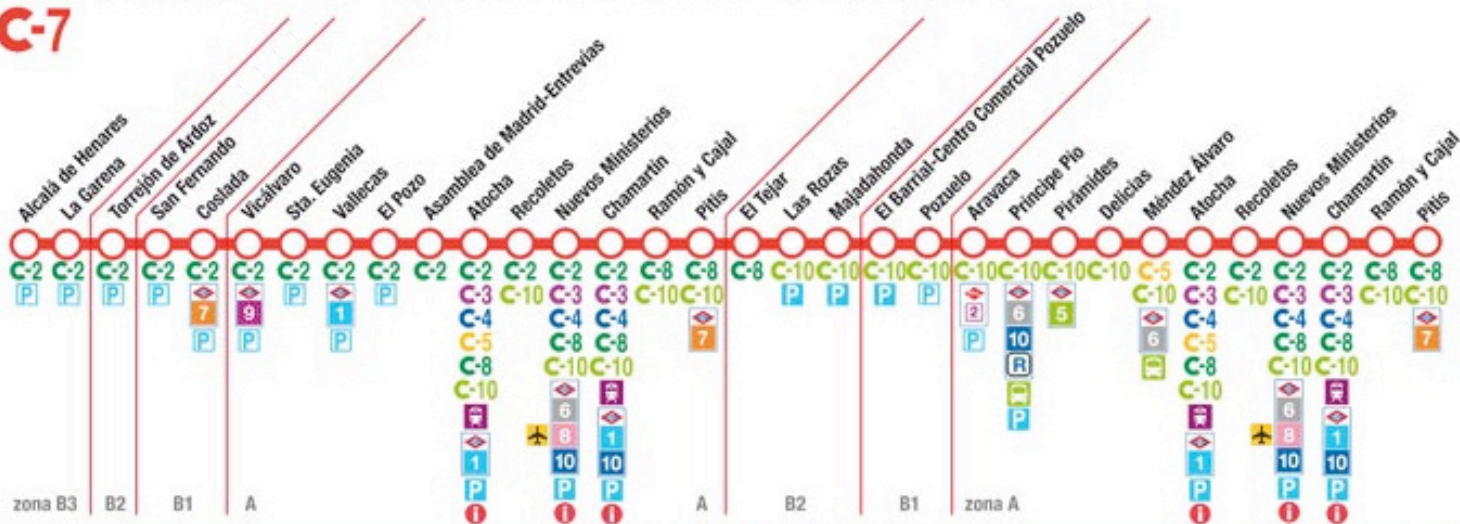 C-7
Alcalá de Henares
La Garena
Torrejón de Ardoz
San Fernando
Coslada
Vicálvaro
Sta. Eugenia
Vallecas
El Pozo
Asamblea de Madrid-Entrevías
Atocha
Recoletos
Nuevos Ministerios
Chamartín
Ramón y Cajal
Pitis
El Tejar
Las Rozas
Majadahonda
El Barrial-Centro Comercial Pozuelo
Pozuelo
Aravaca
Príncipe Pío
Pirámides
Delicias
Méndez Álvaro
Atocha
Recoletos
Nuevos Ministerios
Chamartín
Ramón y Cajal
Pitis
C-2 C-2 C-2 C-2 C-2 C-2 C-2 C-2 C-2 C-2 C-2 C-2 C-2 C-2 C-8 C-8 C-8 C-10 C-10 C-10 C-10 C-10 C-10 C-10 C-10 C-5 C-2 C-2 C-2 C-2 C-8 C-8
P P P P 7 9 P 1 P C-3 C-10 C-3 C-3 C-10 C-10 P P P P 2 6 5 C-10 C-3 C-10 C-3 C-3 C-10 C-10
P P P C-4 C-4 C-4 7 P 10 6 C-4 C-4 C-4 7
C-5 C-8 C-8 R C-5 C-8 C-8
C-8 C-10 C-10 C-8 C-10 C-10
C-10 6 P C-10 6
8 1 8 1
1 10 10 1 10 10
P P P P P P
i i i i i i
zona B3 B2 B1 A A B2 B1 zona A